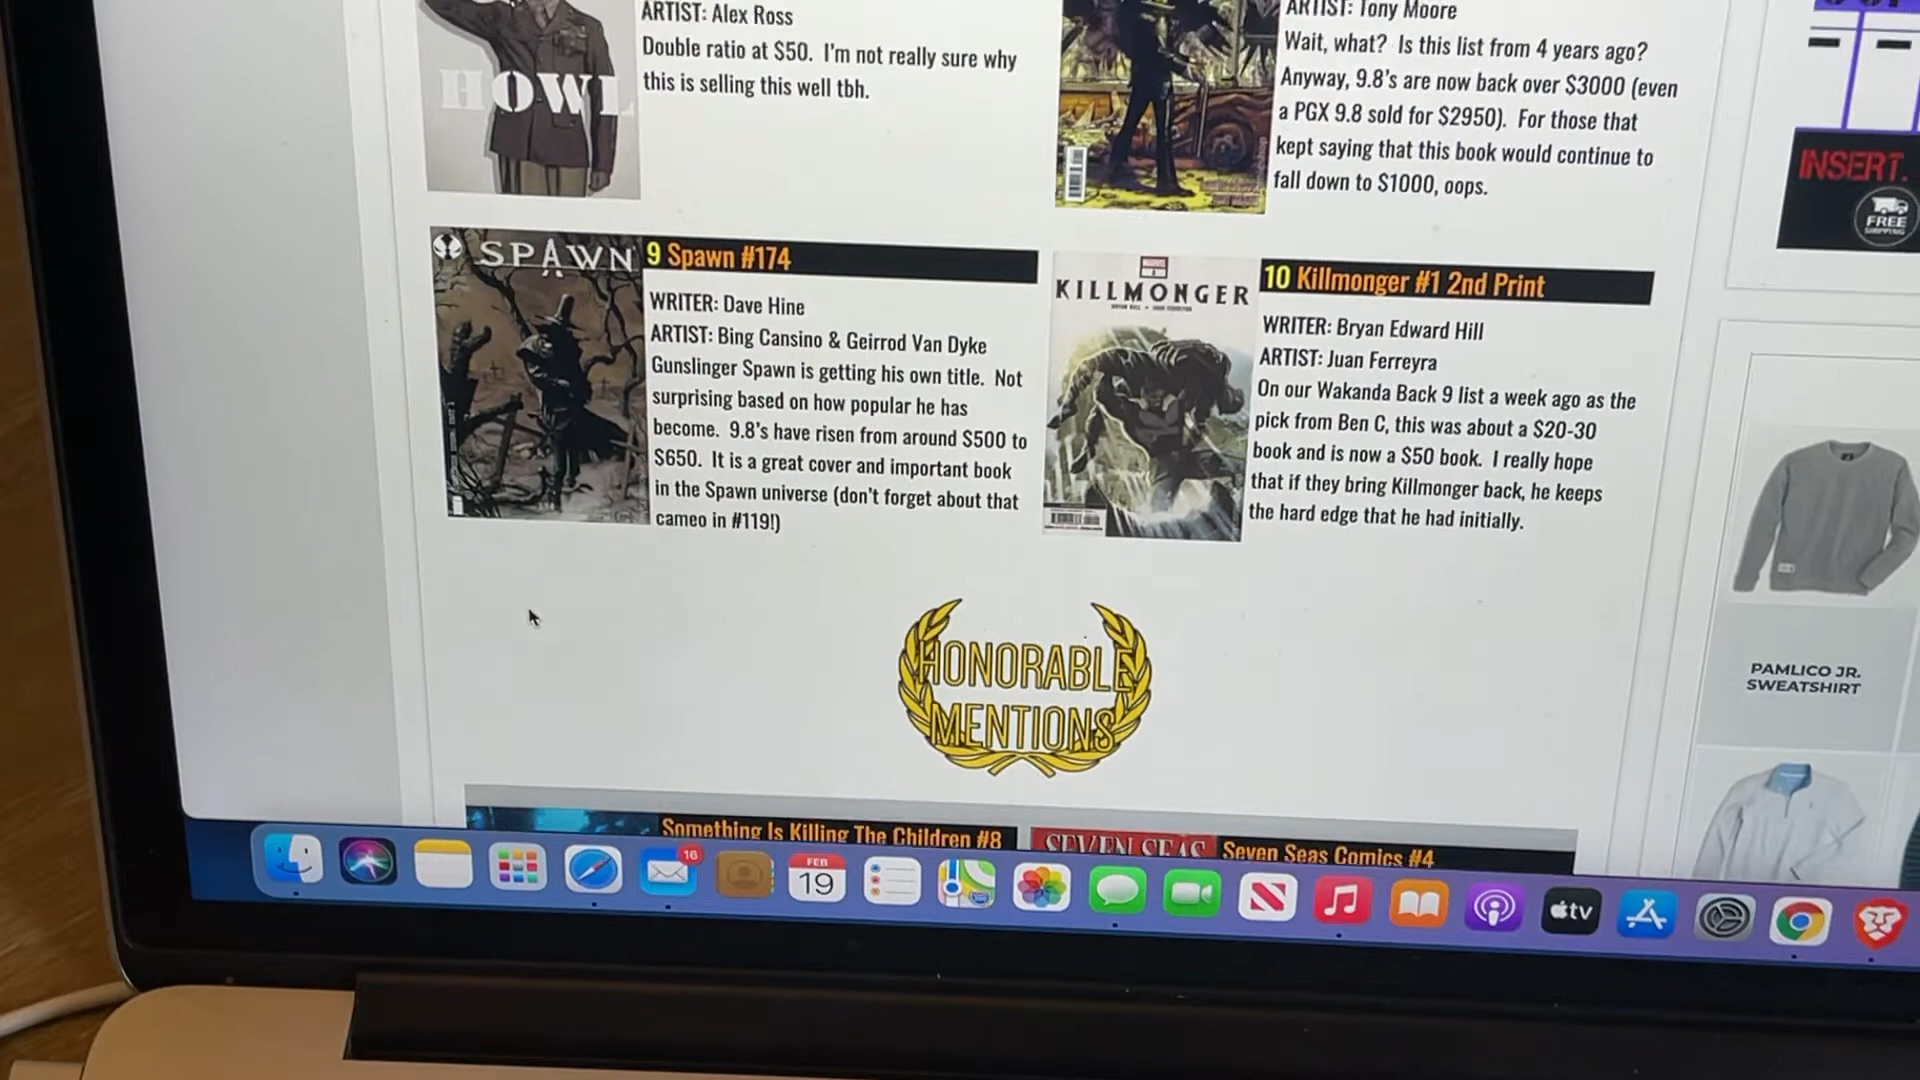 HOWL
ARTIST: Alex Ross
Double ratio at $50. I'm not really sure why
this is selling this well tbh.
ARTIST: Tony Moore
Wait, what? Is this list from 4 years ago?
Anyway, 9.8's are now back over $3000 (even
a PGX 9.8 sold for $2950). For those that
kept saying that this book would continue to
fall down to $1000, oops.
INSERT.
FREE
SHIPPING
SPAWN
9 Spawn #174
WRITER: Dave Hine
ARTIST: Bing Cansino & Geirrod Van Dyke
Gunslinger Spawn is getting his own title. Not
surprising based on how popular he has
become. 9.8's have risen from around $500 to
$650. It is a great cover and important book
in the Spawn universe (don't forget about that
cameo in #119!)
MARVEL
KILLMONGER
10 Killmonger #1 2nd Print
WRITER: Bryan Edward Hill
ARTIST: Juan Ferreyra
On our Wakanda Back 9 list a week ago as the
pick from Ben C, this was about a $20-30
book and is now a $50 book. I really hope
that if they bring Killmonger back, he keeps
the hard edge that he had initially.
HONORABLE
MENTIONS
PAMLICO JR.
SWEATSHIRT
Something Is Killing The Children #8
SEVEN SEAS
Seven Seas Comics #4
16
FEB
19
tv